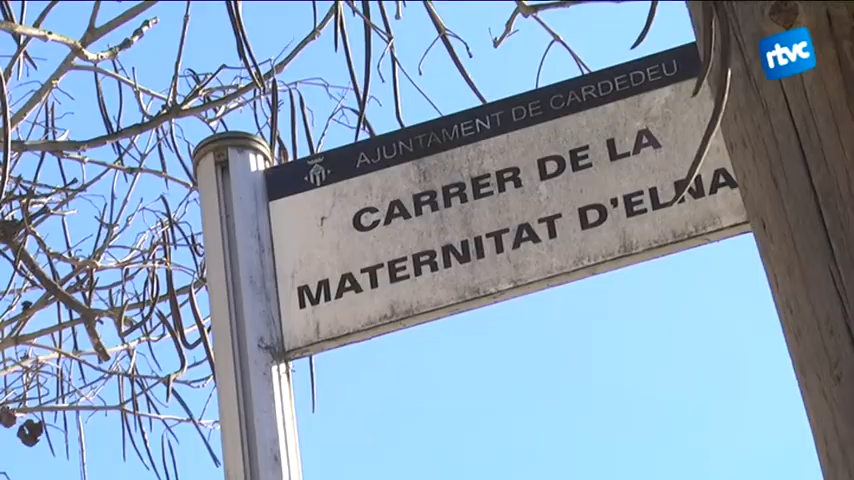 rtvc
AJUNTAMENT DE CARDEDEU
CARRER DE LA
MATERNITAT D'ELNA